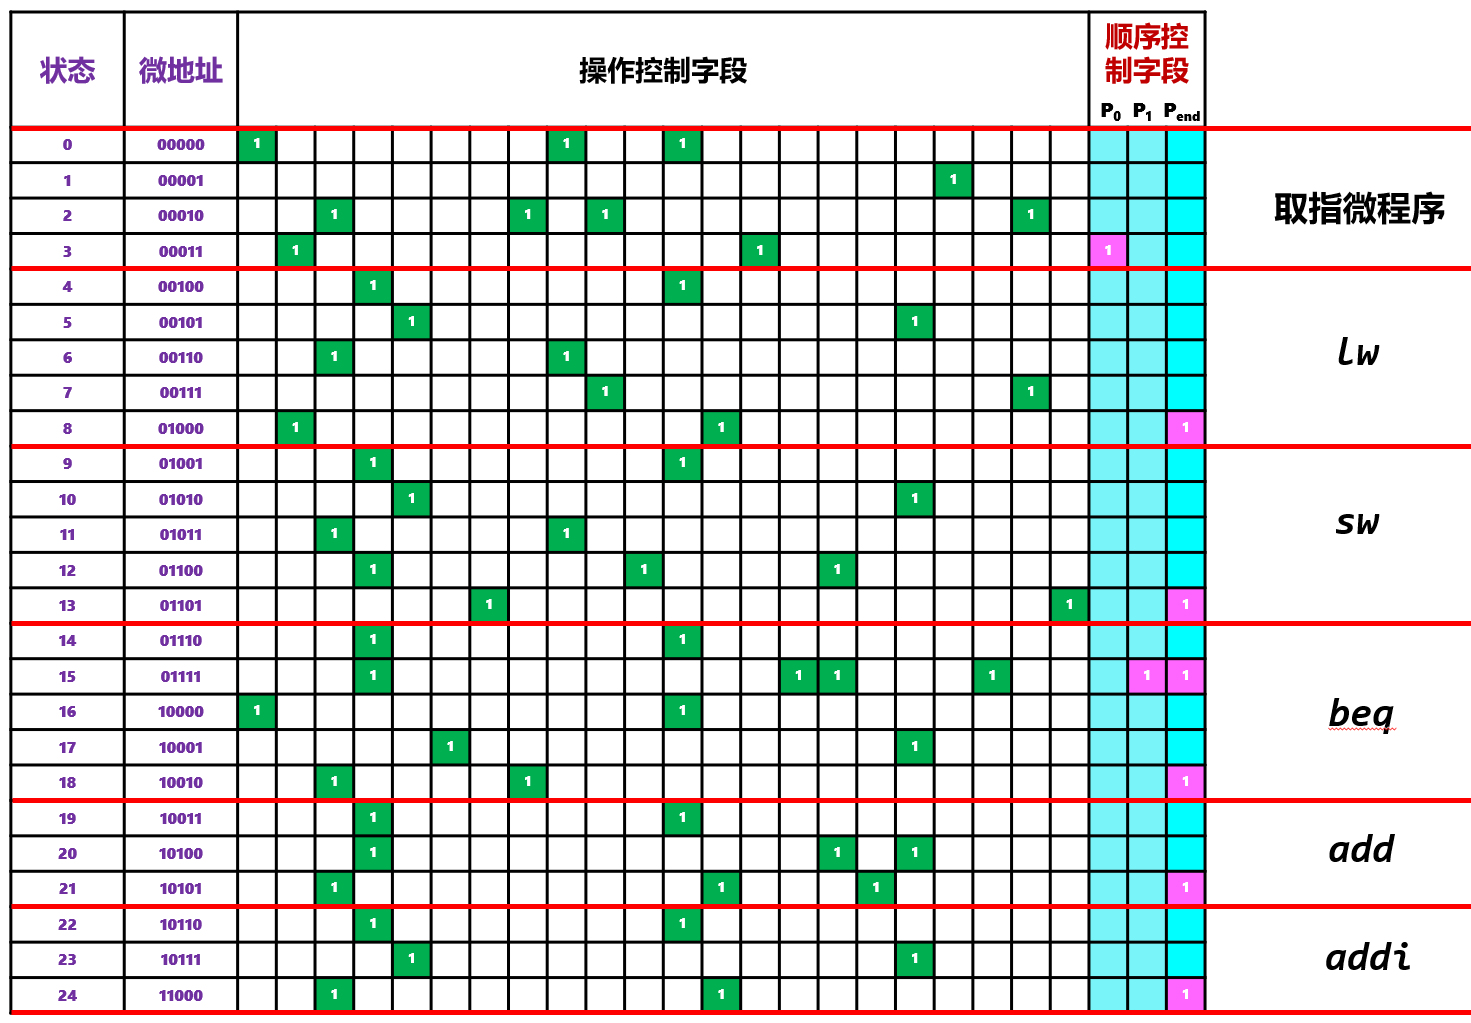 状态 微地址 操作控制字段 顺序控
制字段
P0 P1 Pend
0 00000 1 1 1
1 00001 1
2 00010 1 1 1 1
取指微程序
3 00011 1 1 1
4 00100 1 1
5 00101 1 1
lw
6 00110 1 1
7 00111 1 1
8 01000 1 1 1
9 01001 1 1
10 01010 1 1
sw
11 01011 1 1
12 01100 1 1 1
13 01101 1 1 1
14 01110 1 1
15 01111 1 1 1 1 1 1
16 10000 1 1
beq
17 10001 1 1
18 10010 1 1 1
19 10011 1 1
20 10100 1 1 1
add
21 10101 1 1 1 1
22 10110 1 1
23 10111 1 1
addi
24 11000 1 1 1